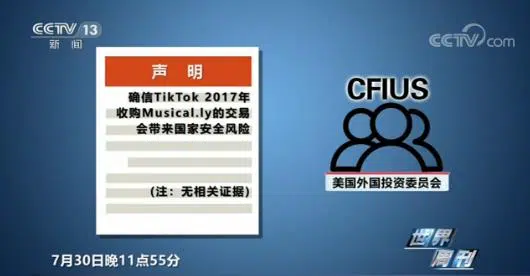 CCTV 13
新闻
CCTV.com
声明
确信TikTok 2017年
收购Musical.ly的交易
会带来国家安全风险
(注：无相关证据)
CFIUS
美国外国投资委员会
7月30日晚11点55分
世界周刊